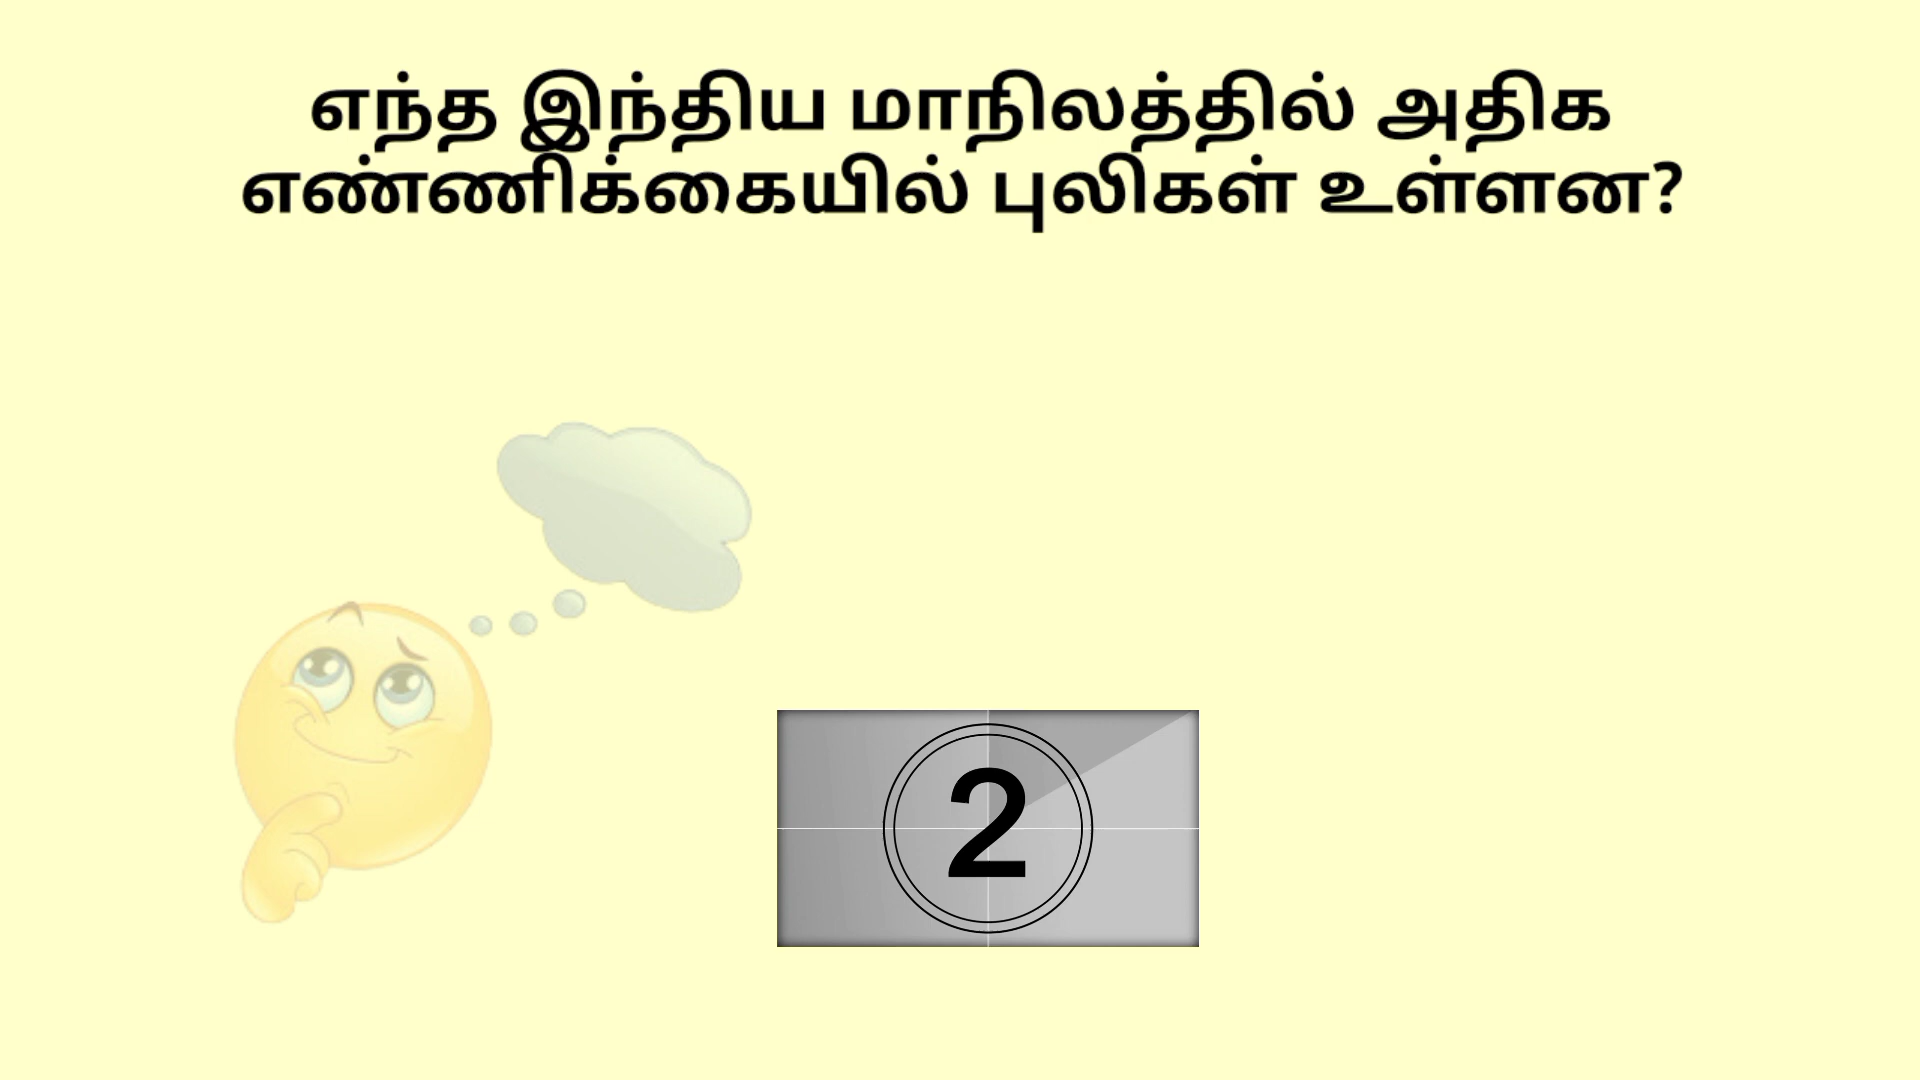 எந்த இந்திய மாநிலத்தில் அதிக
எண்ணிக்கையில் புலிகள் உள்ளன?
2